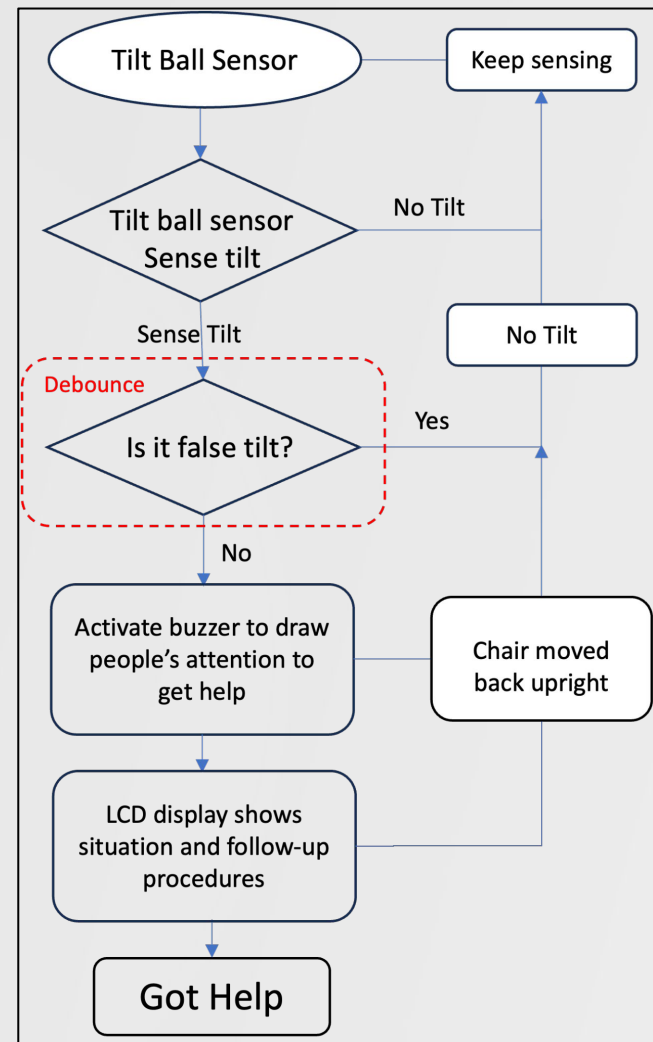 Tilt Ball Sensor
Keep sensing
Tilt ball sensor
Sense tilt
No Tilt
Sense Tilt
No Tilt
Debounce
Is it false tilt?
Yes
No
Activate buzzer to draw
people’s attention to
get help
Chair moved
back upright
LCD display shows
situation and follow-up
procedures
Got Help